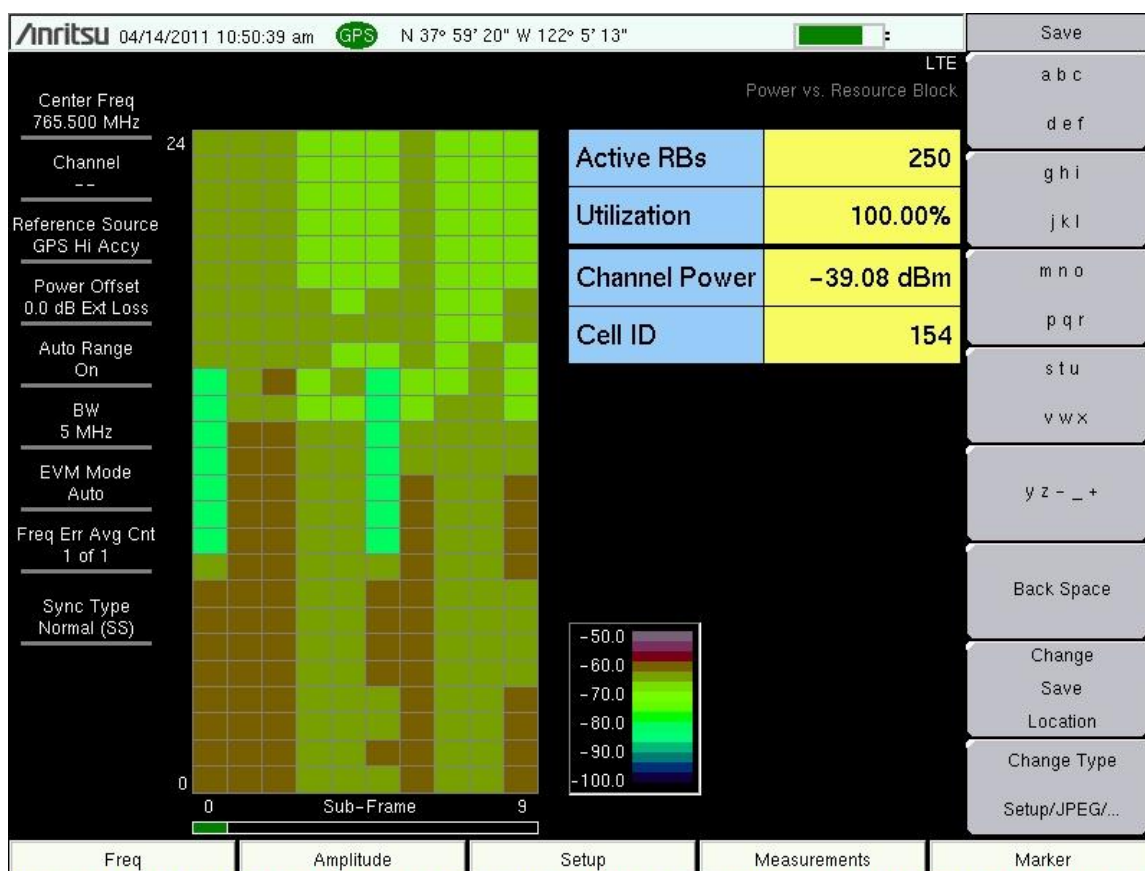 Anritsu 04/14/2011 10:50:39 am GPS N 37° 59' 20" W 122° 5' 13"
Save
LTE
Power vs. Resource Block
Center Freq
765.500 MHz
Channel
--
Reference Source
GPS Hi Accy
Power Offset
0.0 dB Ext Loss
Auto Range
On
BW
5 MHz
EVM Mode
Auto
Freq Err Avg Cnt
1 of 1
Sync Type
Normal (SS)
24
0
0 Sub-Frame 9
Active RBs 250
Utilization 100.00%
Channel Power -39.08 dBm
Cell ID 154
-50.0
-60.0
-70.0
-80.0
-90.0
-100.0
a b c
d e f
g h i
j k l
m n o
p q r
s t u
v w x
y z - _ +
Back Space
Change
Save
Location
Change Type
Setup/JPEG/...
Freq Amplitude Setup Measurements Marker